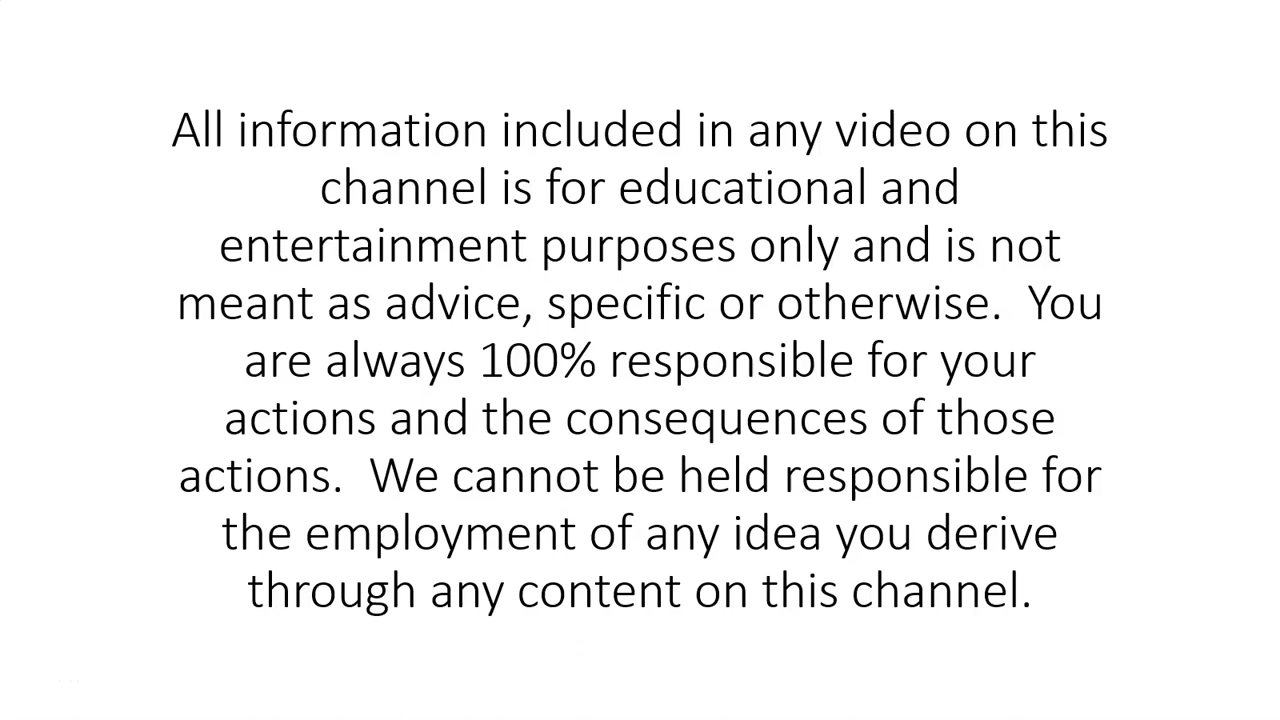 All information included in any video on this
channel is for educational and
entertainment purposes only and is not
meant as advice, specific or otherwise.  You
are always 100% responsible for your
actions and the consequences of those
actions.  We cannot be held responsible for
the employment of any idea you derive
through any content on this channel.